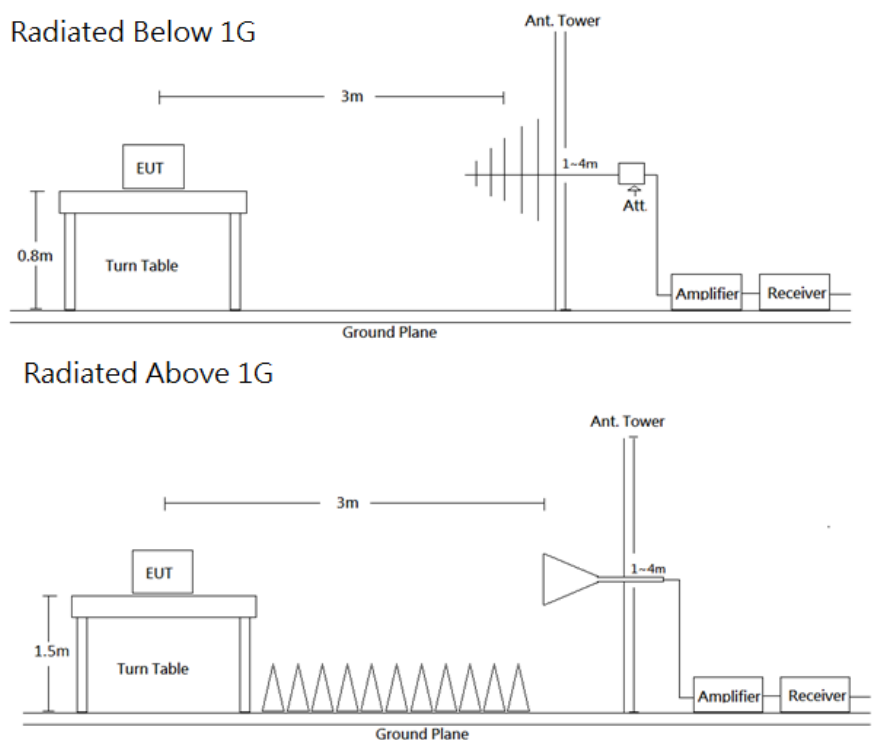 Radiated Below 1G
Ant. Tower
3m
EUT
1~4m
Att.
0.8m
Turn Table
Amplifier
Receiver
Ground Plane
Radiated Above 1G
Ant. Tower
3m
EUT
1~4m
1.5m
Turn Table
Amplifier
Receiver
Ground Plane